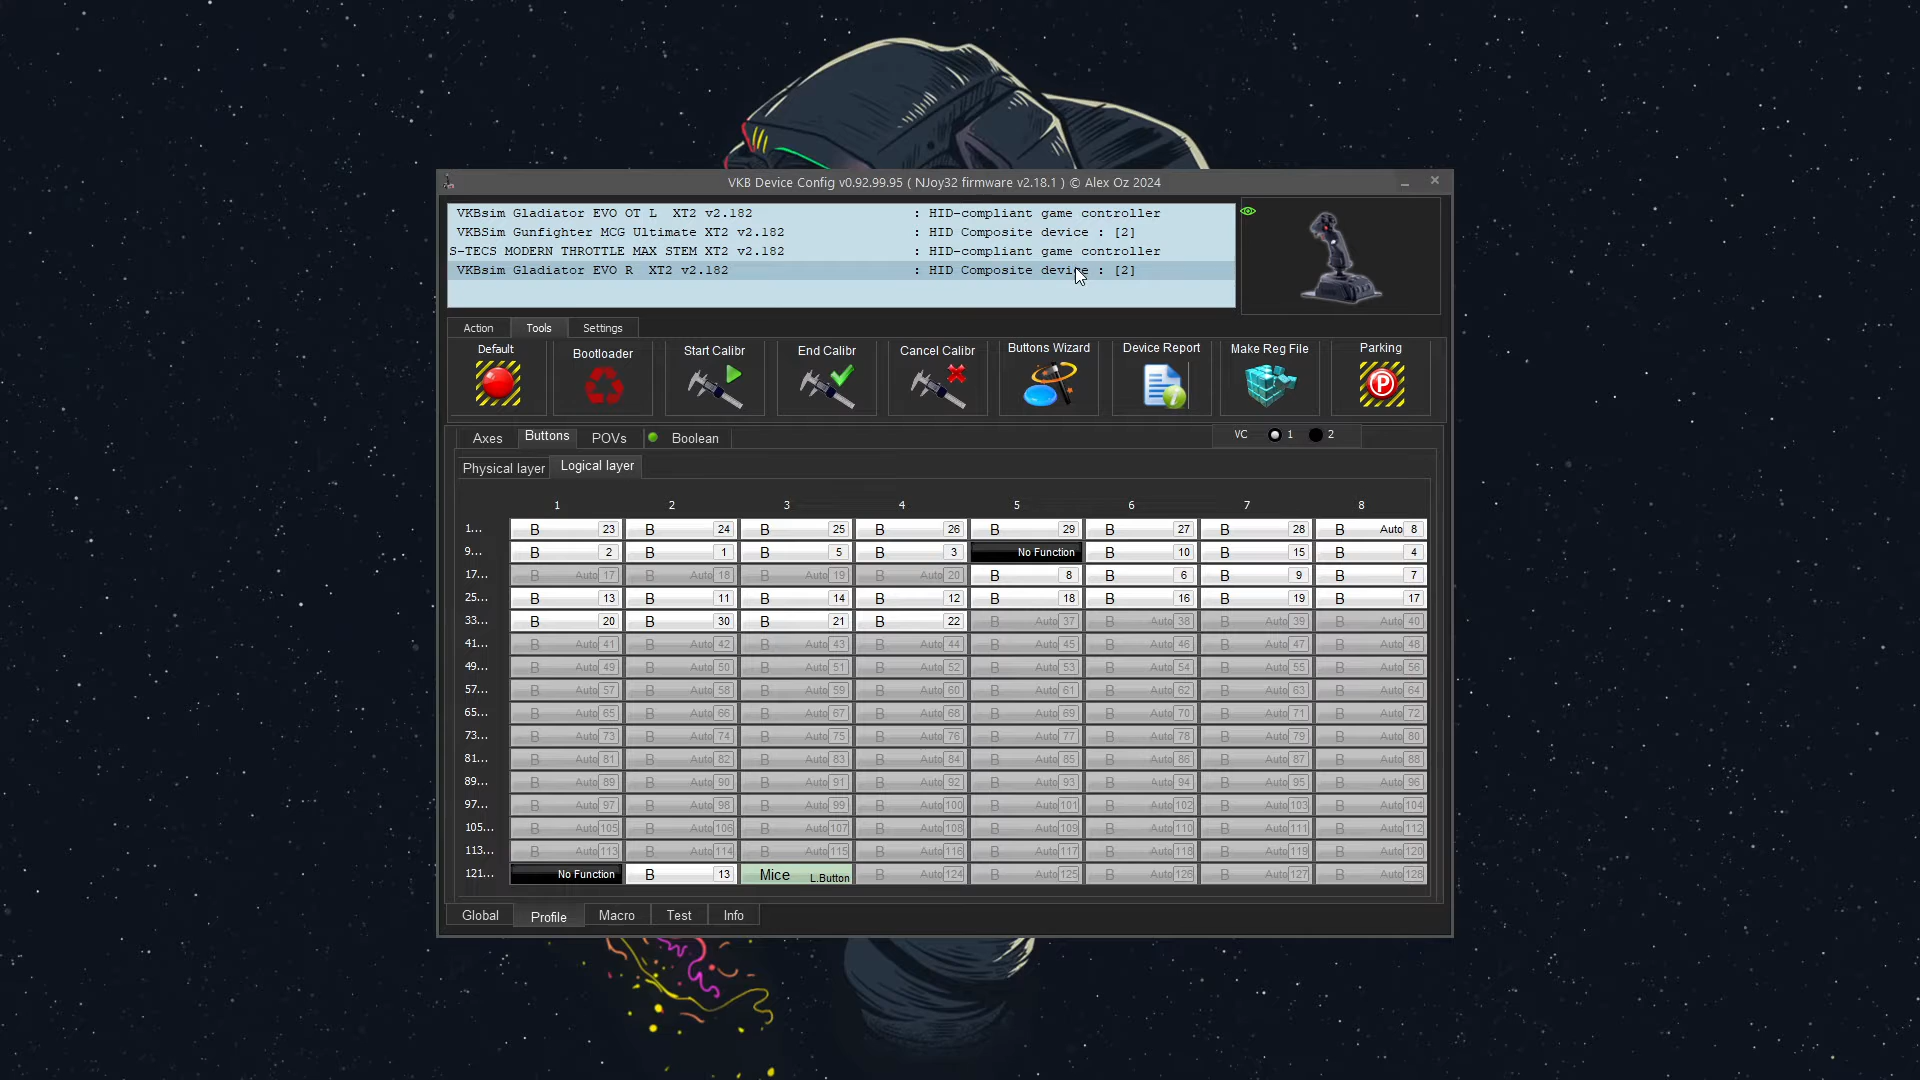 VKB Device Config v0.92.99.95 ( NJoy32 firmware v2.18.1 ) © Alex Oz 2024
VKBsim Gladiator EVO OT L XT2 v2.182 : HID-compliant game controller
VKBSim Gunfighter MCG Ultimate XT2 v2.182 : HID Composite device : [2]
S-TECS MODERN THROTTLE MAX STEM XT2 v2.182 : HID-compliant game controller
VKBsim Gladiator EVO R XT2 v2.182 : HID Composite device : [2]
Action Tools Settings
Default Bootloader Start Calibr End Calibr Cancel Calibr Buttons Wizard Device Report Make Reg File Parking
Axes Buttons POVs Boolean VC 1 2
Physical layer Logical layer
1 2 3 4 5 6 7 8
1... B 23 B 24 B 25 B 26 B 29 B 27 B 28 B Auto 8
9... B 2 B 1 B 5 B 3 No Function B 10 B 15 B 4
17... B Auto 17 B Auto 18 B Auto 19 B Auto 20 B 8 B 6 B 9 B 7
25... B 13 B 11 B 14 B 12 B 18 B 16 B 19 B 17
33... B 20 B 30 B 21 B 22 B Auto 37 B Auto 38 B Auto 39 B Auto 40
41... B Auto 41 B Auto 42 B Auto 43 B Auto 44 B Auto 45 B Auto 46 B Auto 47 B Auto 48
49... B Auto 49 B Auto 50 B Auto 51 B Auto 52 B Auto 53 B Auto 54 B Auto 55 B Auto 56
57... B Auto 57 B Auto 58 B Auto 59 B Auto 60 B Auto 61 B Auto 62 B Auto 63 B Auto 64
65... B Auto 65 B Auto 66 B Auto 67 B Auto 68 B Auto 69 B Auto 70 B Auto 71 B Auto 72
73... B Auto 73 B Auto 74 B Auto 75 B Auto 76 B Auto 77 B Auto 78 B Auto 79 B Auto 80
81... B Auto 81 B Auto 82 B Auto 83 B Auto 84 B Auto 85 B Auto 86 B Auto 87 B Auto 88
89... B Auto 89 B Auto 90 B Auto 91 B Auto 92 B Auto 93 B Auto 94 B Auto 95 B Auto 96
97... B Auto 97 B Auto 98 B Auto 99 B Auto 100 B Auto 101 B Auto 102 B Auto 103 B Auto 104
105... B Auto 105 B Auto 106 B Auto 107 B Auto 108 B Auto 109 B Auto 110 B Auto 111 B Auto 112
113... B Auto 113 B Auto 114 B Auto 115 B Auto 116 B Auto 117 B Auto 118 B Auto 119 B Auto 120
121... No Function B 13 Mice L.Button B Auto 124 B Auto 125 B Auto 126 B Auto 127 B Auto 128
Global Profile Macro Test Info